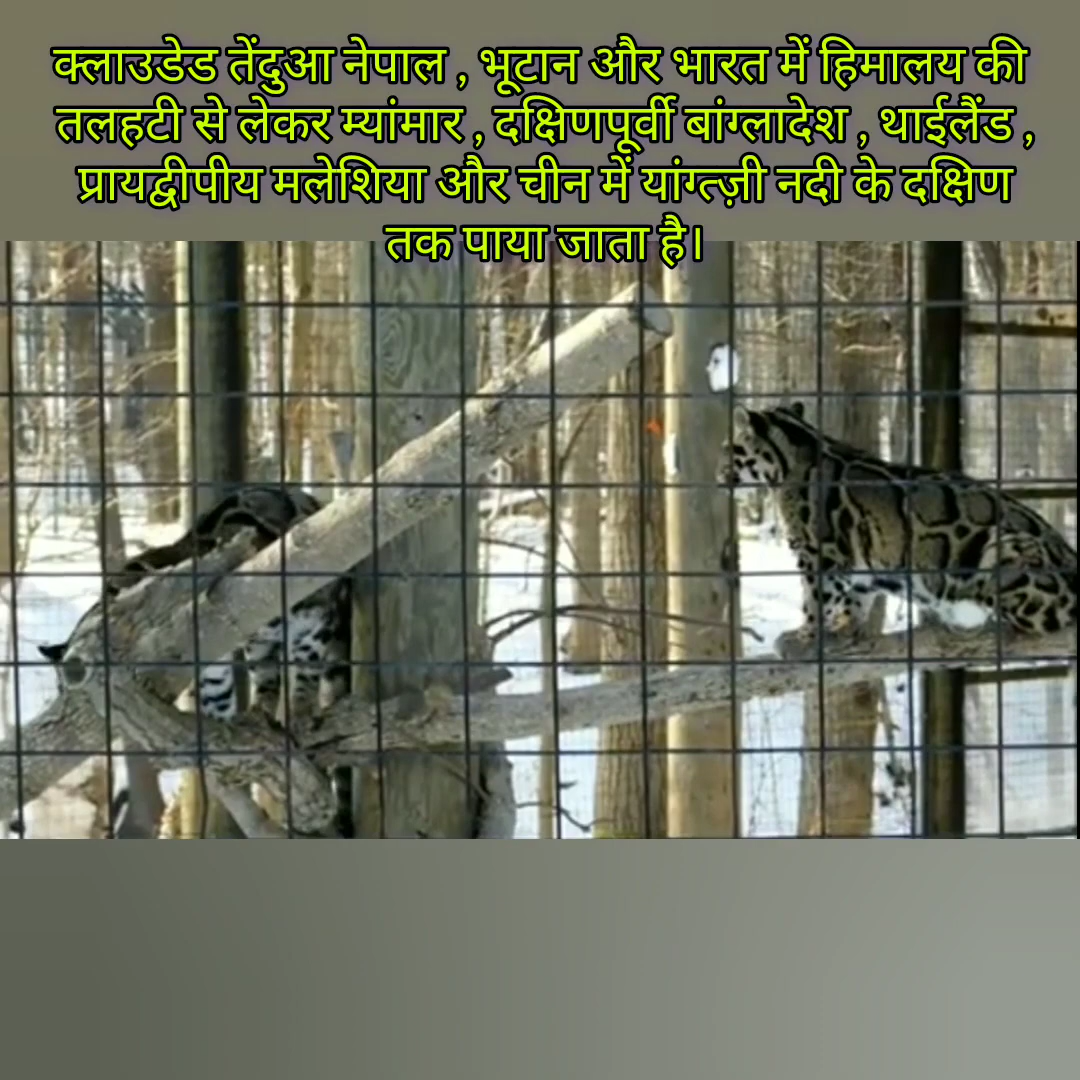 क्लाउडेड तेंदुआ नेपाल , भूटान और भारत में हिमालय की
तलहटी से लेकर म्यांमार , दक्षिणपूर्वी बांग्लादेश , थाईलैंड ,
प्रायद्वीपीय मलेशिया और चीन में यांग्त्ज़ी नदी के दक्षिण
तक पाया जाता है।